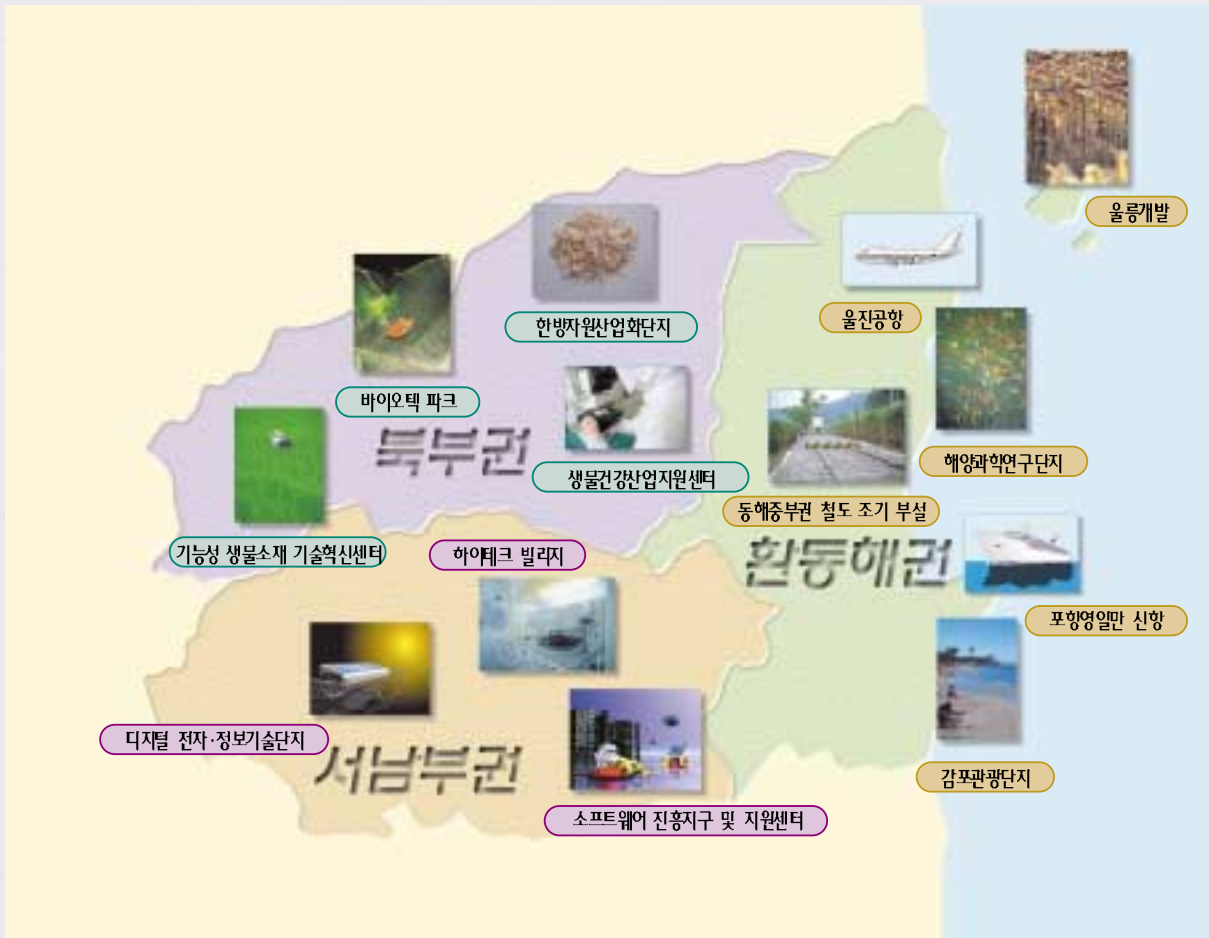 울릉개발
울진공항
한방자원산업화단지
바이오텍 파크
해양과학연구단지
북부권
생물건강산업지원센터
동해중부권 철도 조기 부설
기능성 생물소재 기술혁신센터
하이테크 빌리지
환동해권
포항영일만 신항
디지털 전자·정보기술단지
서남부권
감포관광단지
소프트웨어 진흥지구 및 지원센터